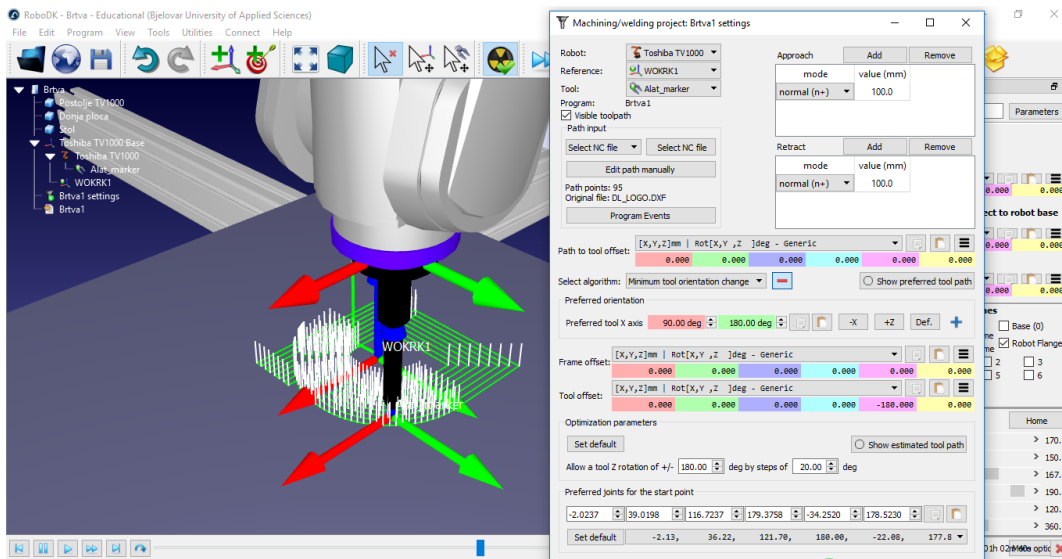 RoboDK - Brtva - Educational (Bjelovar University of Applied Sciences)
File Edit Program View Tools Utilities Connect Help
Brtva
Postolje TV1000
Donja ploca
Stol
Toshiba TV1000 Base
Toshiba TV1000
Alat_marker
WOKRK1
Brtva1 settings
Brtva1
WOKRK1
Machining/welding project: Brtva1 settings
Robot: Toshiba TV1000
Reference: WOKRK1
Tool: Alat_marker
Program: Brtva1
Visible toolpath
Path input
Select NC file Select NC file
Edit path manually
Path points: 95
Original file: DL_LOGO.DXF
Program Events
Approach Add Remove
mode value (mm)
normal (n+) 100.0
Retract Add Remove
mode value (mm)
normal (n+) 100.0
Path to tool offset: [X,Y,Z]mm | Rot[X,Y ,Z ]deg - Generic
0.000 0.000 0.000 0.000 0.000 0.000
Select algorithm: Minimum tool orientation change Show preferred tool path
Preferred orientation
Preferred tool X axis 90.00 deg 180.00 deg -X +Z Def.
Frame offset: [X,Y,Z]mm | Rot[X,Y ,Z ]deg - Generic
0.000 0.000 0.000 0.000 0.000 0.000
Tool offset: [X,Y,Z]mm | Rot[X,Y ,Z ]deg - Generic
0.000 0.000 0.000 0.000 -180.000 0.000
Optimization parameters
Set default Show estimated tool path
Allow a tool Z rotation of +/- 180.00 deg by steps of 20.00 deg
Preferred joints for the start point
-2.0237 39.0198 116.7237 179.3758 -34.2520 178.5230
Set default -2.13, 36.22, 121.70, 180.00, -22.08, 177.8
Parameters
0.000 0.000
ect to robot base
0.000 0.000
0.000 0.000
Base (0)
Robot Flange
2 3
5 6
Home
> 170.
> 150.
> 167.
> 190.
> 120.
> 360.